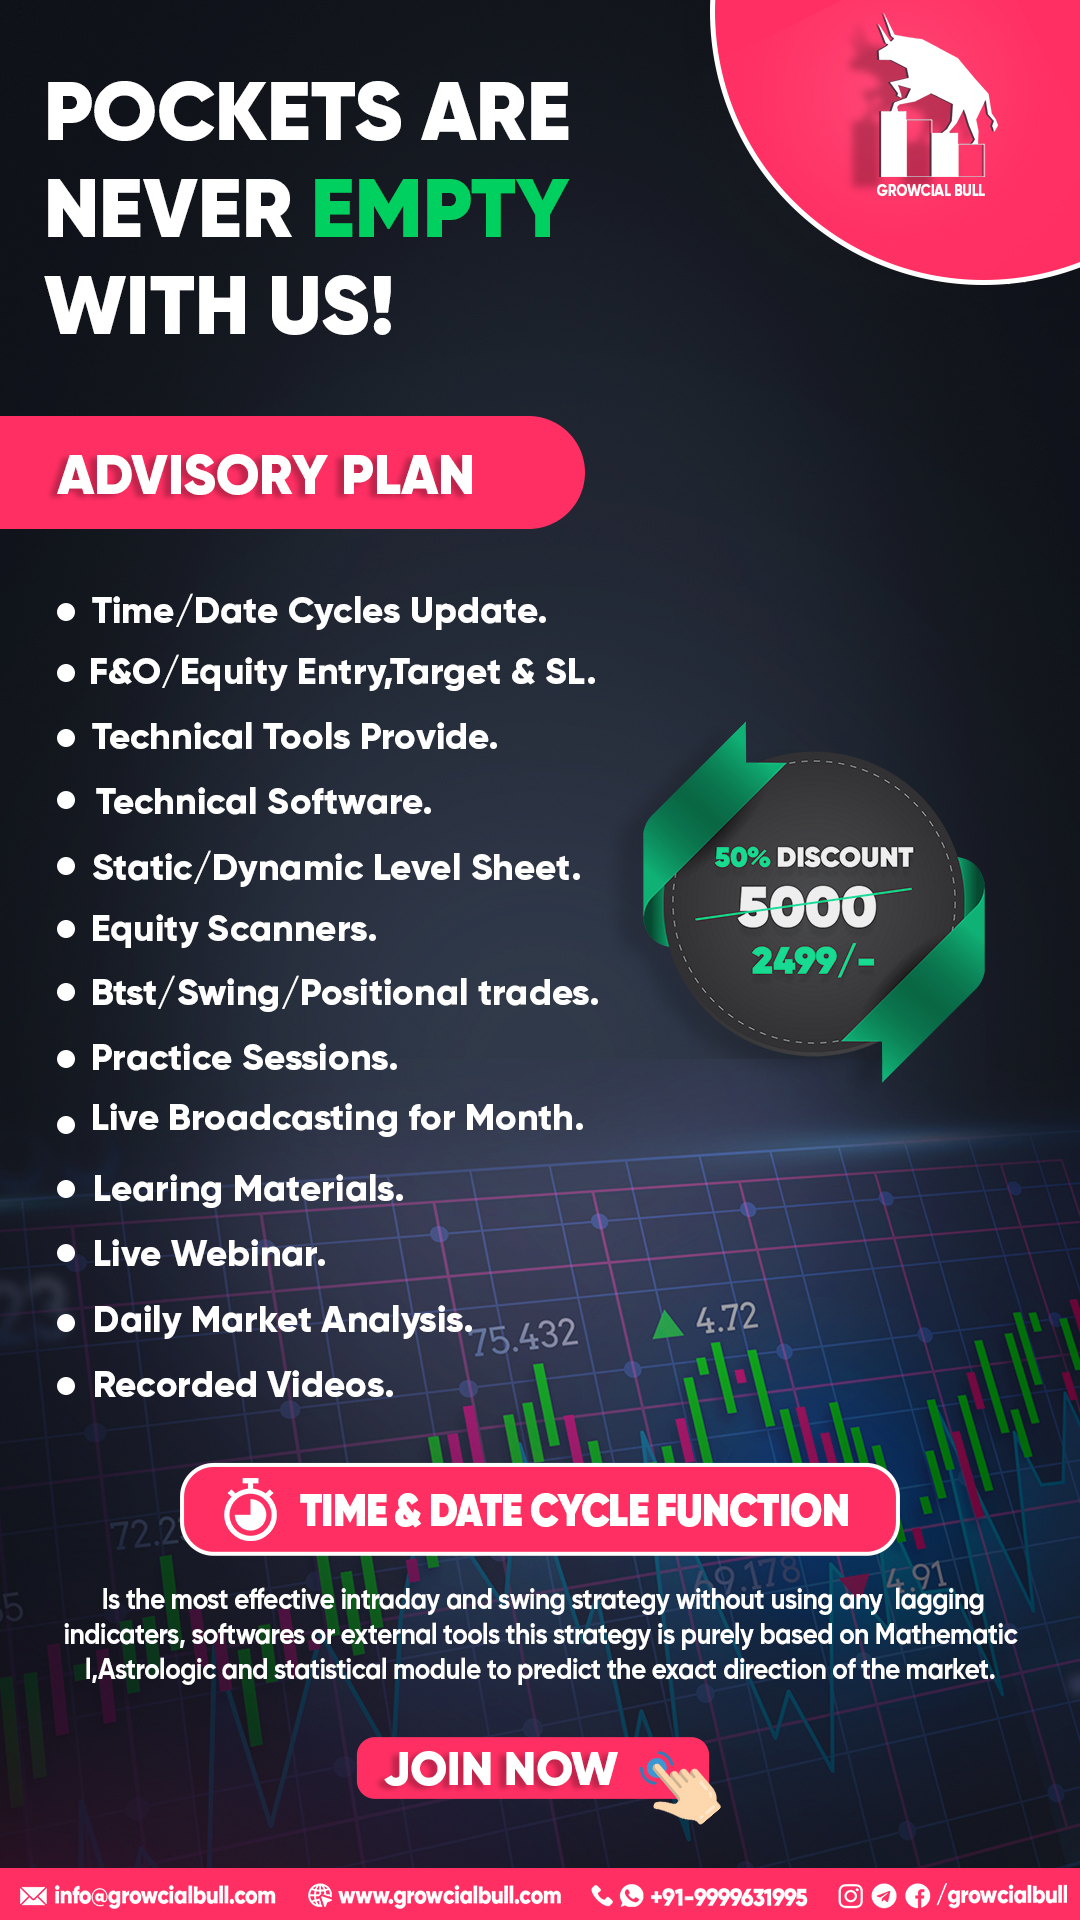 POCKETS ARE
NEVER EMPTY
WITH US!
GROWCIAL BULL
ADVISORY PLAN
Time/Date Cycles Update.
F&O/Equity Entry,Target & SL.
Technical Tools Provide.
Technical Software.
Static/Dynamic Level Sheet.
Equity Scanners.
Btst/Swing/Positional trades.
Practice Sessions.
Live Broadcasting for Month.
Learing Materials.
Live Webinar.
Daily Market Analysis.
Recorded Videos.
50% DISCOUNT
5000
2499/-
75.432
4.72
TIME & DATE CYCLE FUNCTION
69.178
4.91
Is the most effective intraday and swing strategy without using any lagging
indicaters, softwares or external tools this strategy is purely based on Mathematic
l,Astrologic and statistical module to predict the exact direction of the market.
JOIN NOW
info@growcialbull.com
www.growcialbull.com
+91-9999631995
/growcialbull